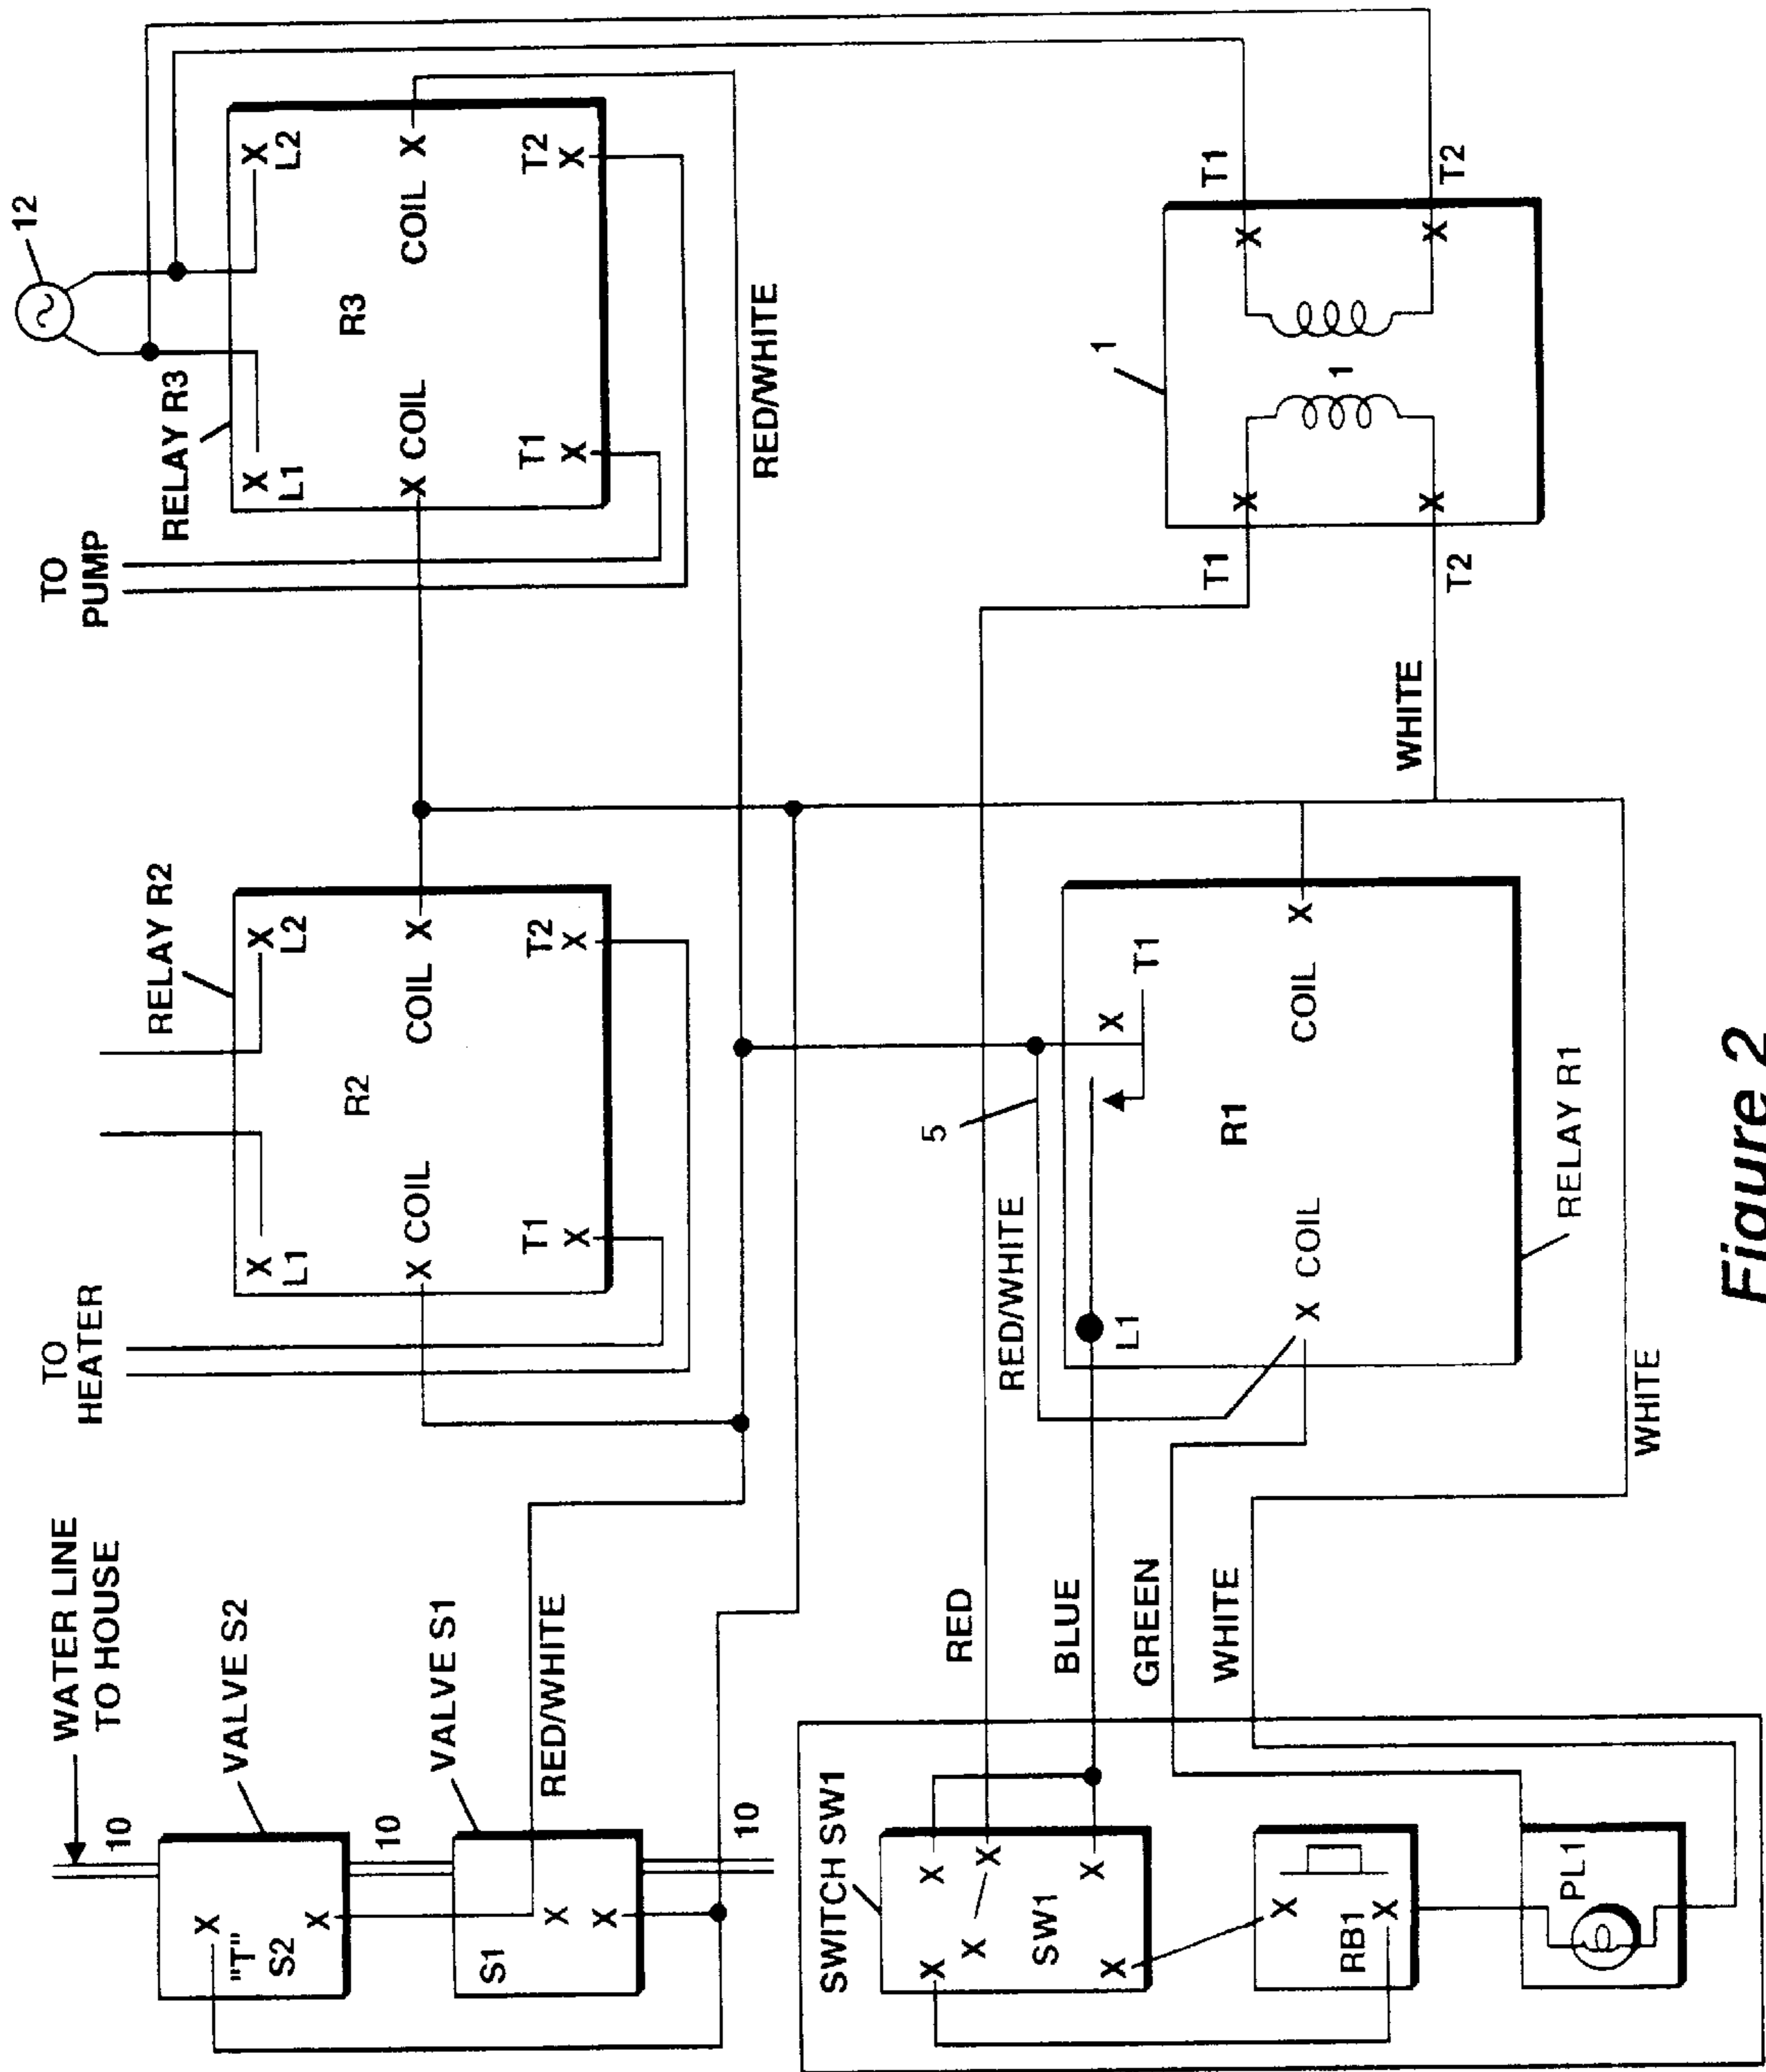 WATER LINE
TO HOUSE
10
VALVE S2
"T"
S2
X
X
10
VALVE S1
S1
X
X
10
RED/WHITE
TO
HEATER
RELAY R2
L1
X
X
L2
R2
X COIL
COIL X
T1
X
T2
X
TO
PUMP
RELAY R3
12
L1
X
X
L2
R3
X COIL
COIL X
T1
X
T2
X
RED/WHITE
SWITCH SW1
X
X
X
X
SW1
X
X
RED
BLUE
GREEN
WHITE
X
RB1
X
PL1
RED/WHITE
5
L1
X
T1
R1
X COIL
COIL X
RELAY R1
WHITE
WHITE
1
T1
X
X
T1
1
T2
X
X
T2
Figure 2